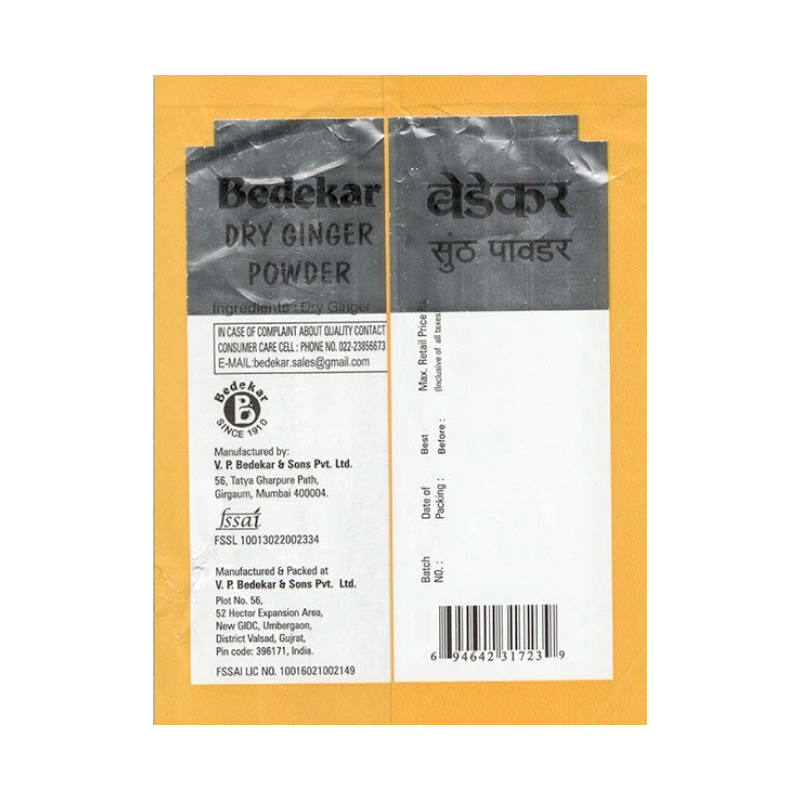 Bedekar
DRY GINGER
POWDER
Ingredients : Dry Ginger
IN CASE OF COMPLAINT ABOUT QUALITY CONTACT
CONSUMER CARE CELL : PHONE NO. 022-23856673
E-MAIL:bedekar.sales@gmail.com
Bedekar
B
SINCE 1910
Manufactured by:
V. P. Bedekar & Sons Pvt. Ltd.
56, Tatya Gharpure Path,
Girgaum, Mumbai 400004.
fssai
FSSL 10013022002334
Manufactured & Packed at
V. P. Bedekar & Sons Pvt. Ltd.
Plot No. 56,
52 Hector Expansion Area,
New GIDC, Umbergaon,
District Valsad, Gujrat,
Pin code: 396171, India.
FSSAI LIC NO. 10016021002149
बेडेकर
सुंठ पावडर
Max. Retail Price Rs
(Inclusive of all taxes
Best
Before :
Date of
Packing :
Batch
NO. :
6 94642 31723 9